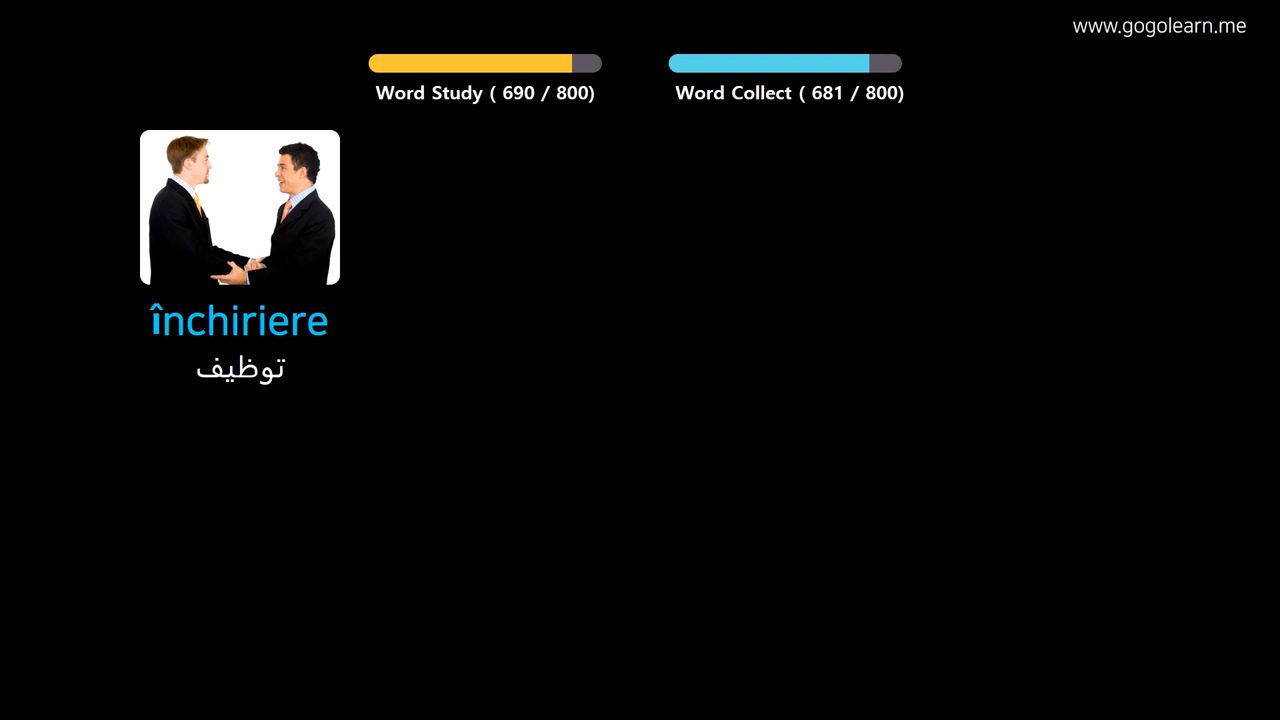 www.gogolearn.me
Word Study ( 690 / 800)
Word Collect ( 681 / 800)
închiriere
توظيف